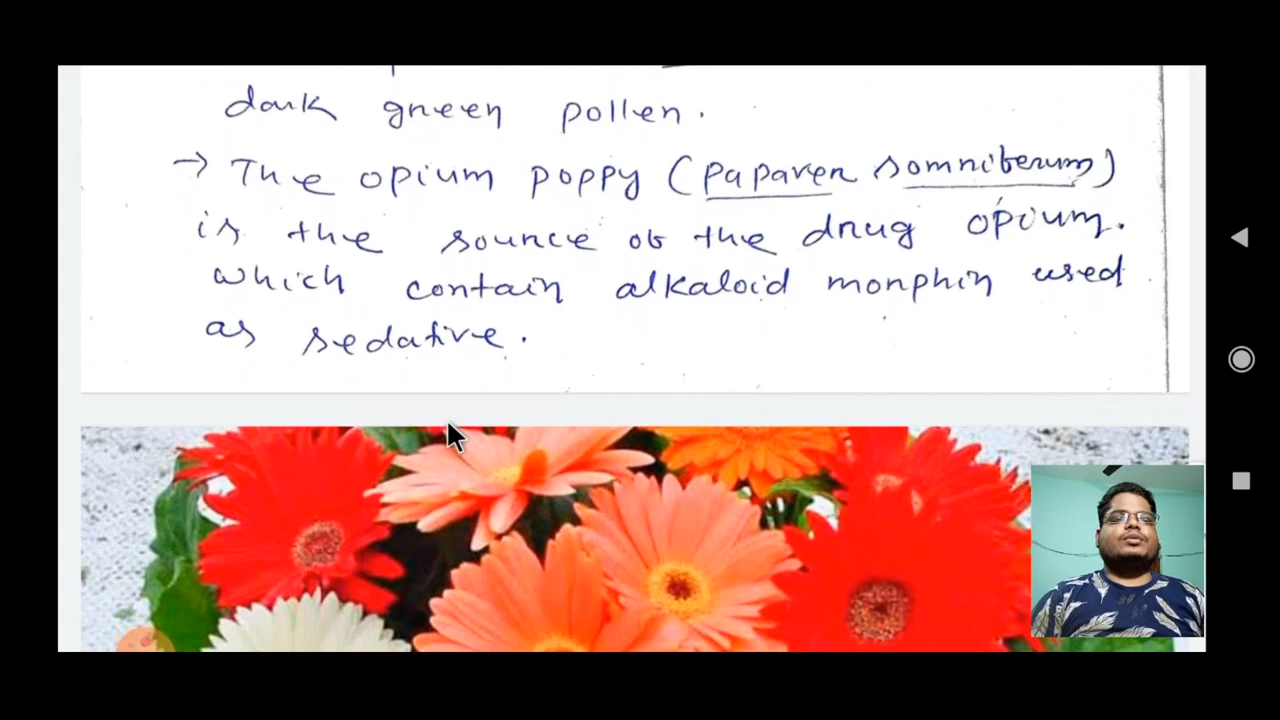 dark green pollen.
→ The opium poppy (Papaver somniferum)
is the source of the drug opium.
which contain alkaloid morphin used
as sedative.